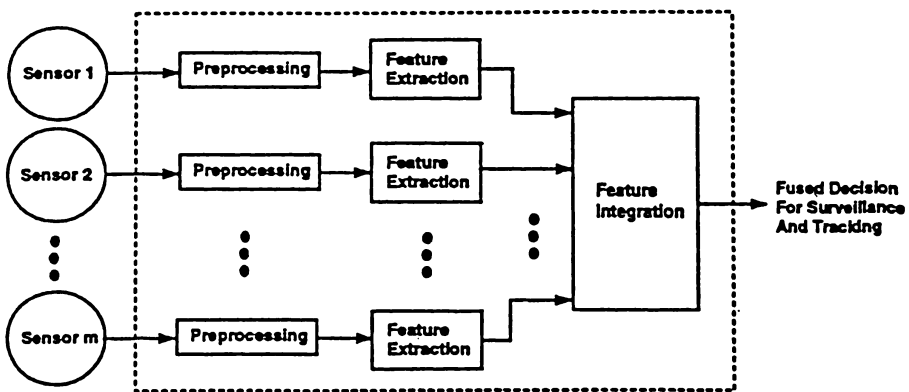 Sensor 1
Preprocessing
Feature
Extraction
Sensor 2
Preprocessing
Feature
Extraction
Feature
Integration
Fused Decision
For Surveillance
And Tracking
Sensor m
Preprocessing
Feature
Extraction